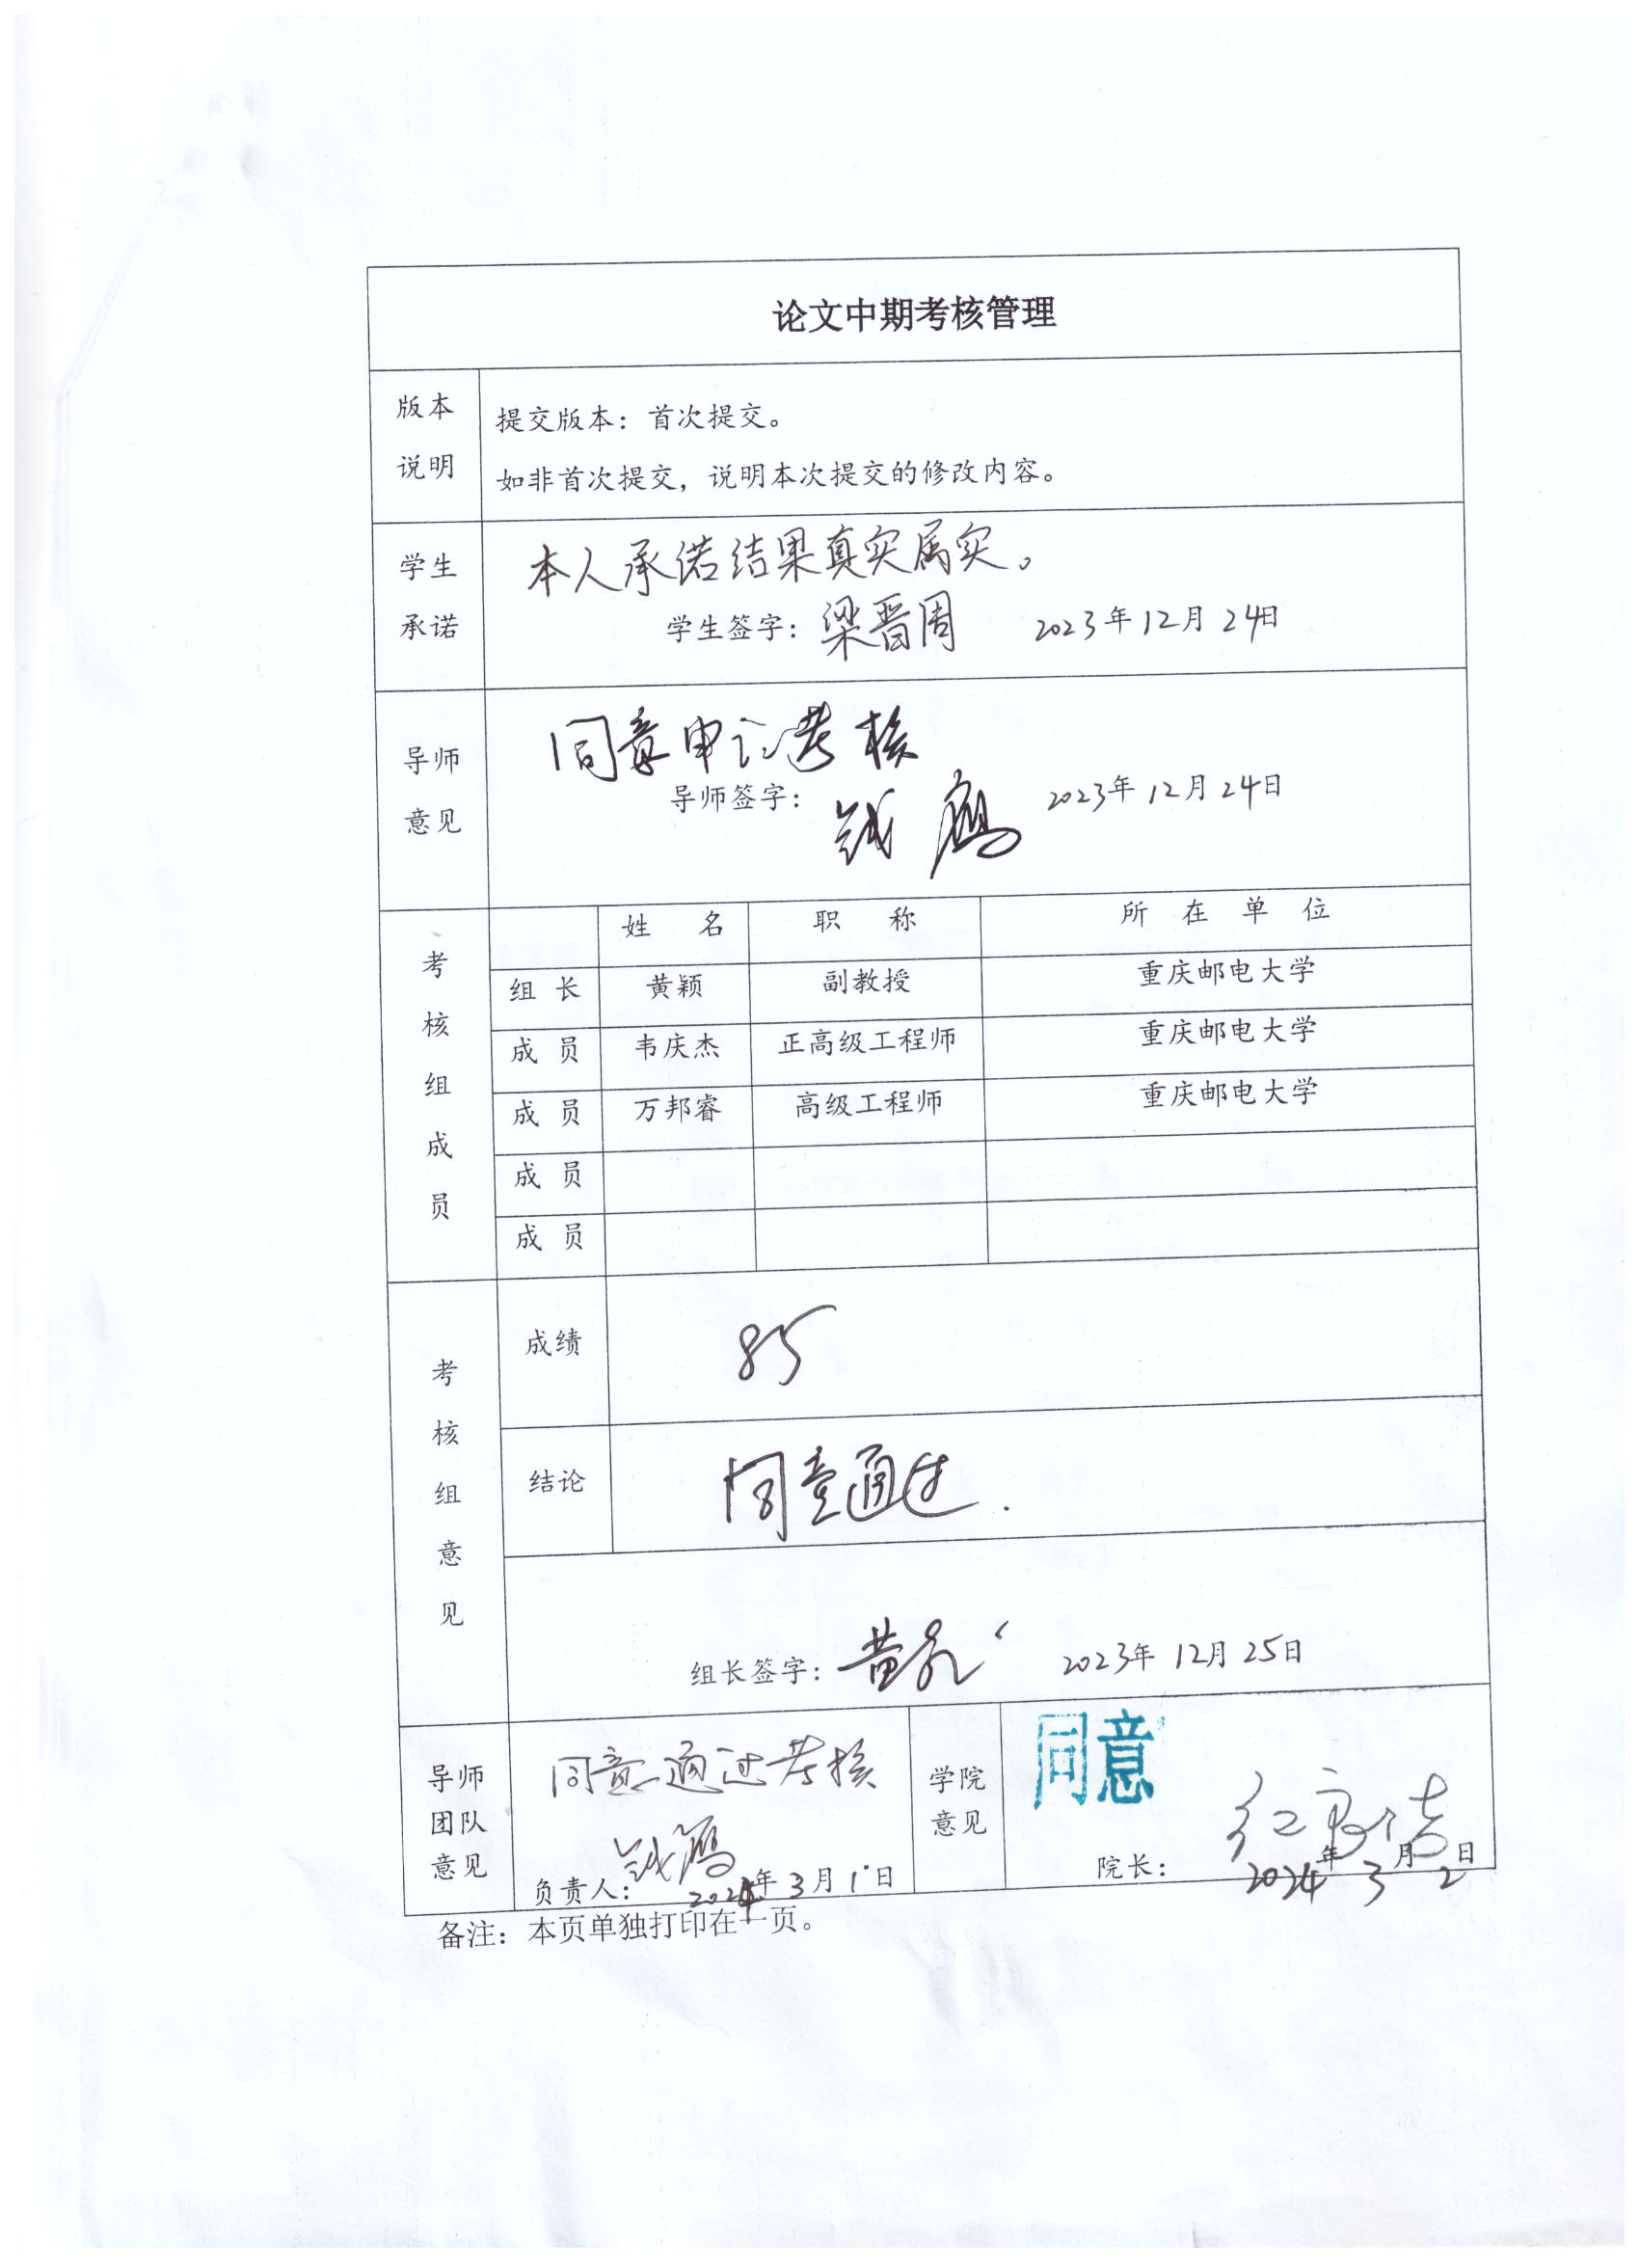 论文中期考核管理
版本
说明
提交版本：首次提交。
如非首次提交，说明本次提交的修改内容。
学生
承诺
本人承诺结果真实属实。
学生签字：梁晋周 2023年12月24日
导师
意见
同意申请考核
导师签字：钱鹰 2023年12月24日
考核组成员
姓 名 职 称 所 在 单 位
组 长 黄颖 副教授 重庆邮电大学
成 员 韦庆杰 正高级工程师 重庆邮电大学
成 员 万邦睿 高级工程师 重庆邮电大学
成 员
成 员
考核组意见
成绩 85
结论 同意通过.
组长签字：黄颖 2023年12月25日
导师
团队
意见
同意通过考核
负责人：钱鹰 2024年3月1日
学院
意见
同意
院长： 2024年3月2日
备注：本页单独打印在一页。